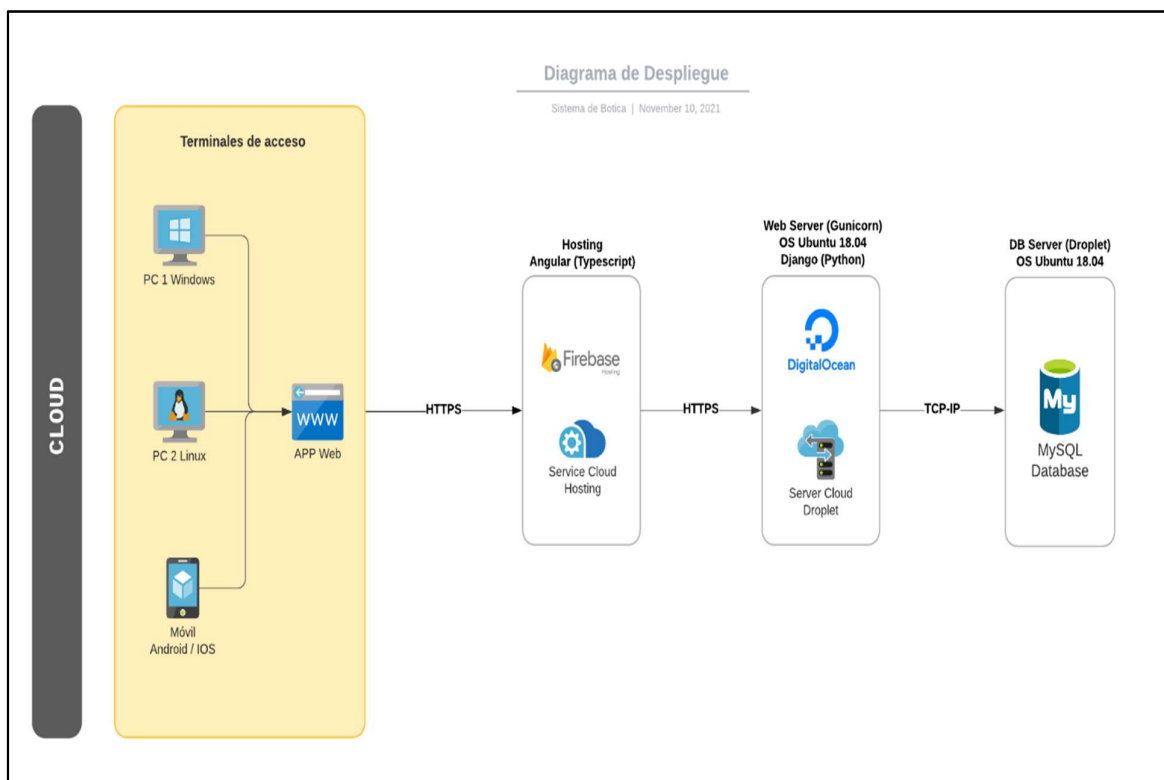 Diagrama de Despliegue
Sistema de Botica | November 10, 2021
CLOUD
Terminales de acceso
PC 1 Windows
PC 2 Linux
Móvil
Android / IOS
WWW
APP Web
HTTPS
Hosting
Angular (Typescript)
Firebase
Hosting
Service Cloud
Hosting
HTTPS
Web Server (Gunicorn)
OS Ubuntu 18.04
Django (Python)
DigitalOcean
Server Cloud
Droplet
TCP-IP
DB Server (Droplet)
OS Ubuntu 18.04
My
MySQL
Database